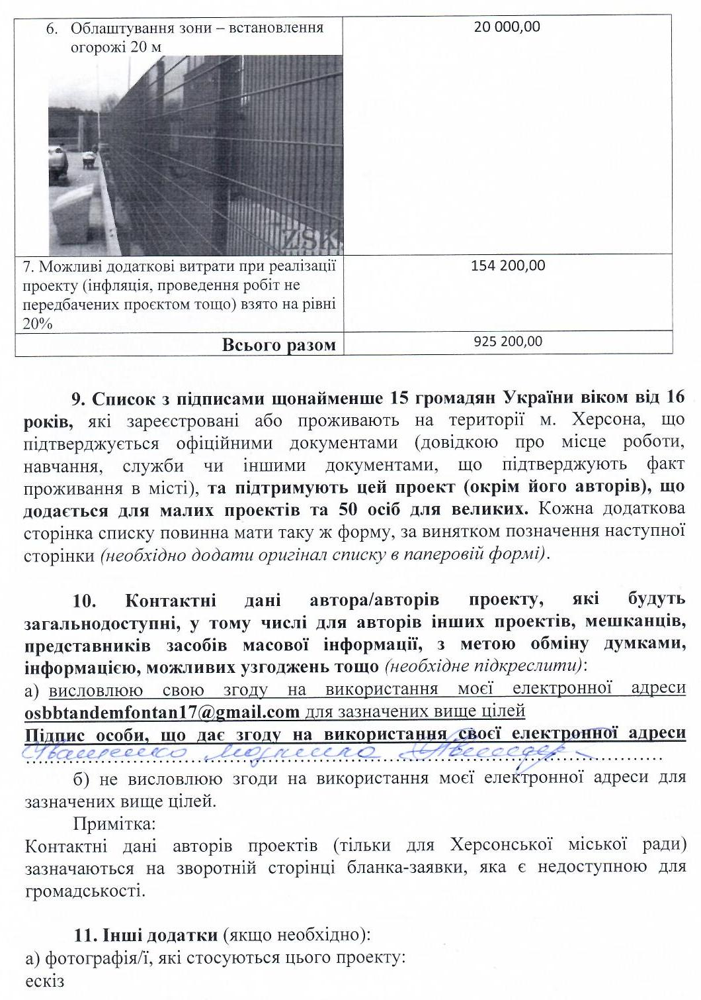 6. Облаштування зони – встановлення
огорожі 20 м
20 000,00
ZSK
7. Можливі додаткові витрати при реалізації
проекту (інфляція, проведення робіт не
передбачених проєктом тощо) взято на рівні
20%
154 200,00
Всього разом
925 200,00
9. Список з підписами щонайменше 15 громадян України віком від 16
років, які зареєстровані або проживають на території м. Херсона, що
підтверджується офіційними документами (довідкою про місце роботи,
навчання, служби чи іншими документами, що підтверджують факт
проживання в місті), та підтримують цей проект (окрім його авторів), що
додається для малих проектів та 50 осіб для великих. Кожна додаткова
сторінка списку повинна мати таку ж форму, за винятком позначення наступної
сторінки (необхідно додати оригінал списку в паперовій формі).
10. Контактні дані автора/авторів проекту, які будуть
загальнодоступні, у тому числі для авторів інших проектів, мешканців,
представників засобів масової інформації, з метою обміну думками,
інформацією, можливих узгоджень тощо (необхідне підкреслити):
а) висловлюю свою згоду на використання моєї електронної адреси
osbbtandemfontan17@gmail.com для зазначених вище цілей
Підпис особи, що дає згоду на використання своєї електронної адреси
б) не висловлюю згоди на використання моєї електронної адреси для
зазначених вище цілей.
Примітка:
Контактні дані авторів проектів (тільки для Херсонської міської ради)
зазначаються на зворотній сторінці бланка-заявки, яка є недоступною для
громадськості.
11. Інші додатки (якщо необхідно):
а) фотографія/ї, які стосуються цього проекту:
ескіз